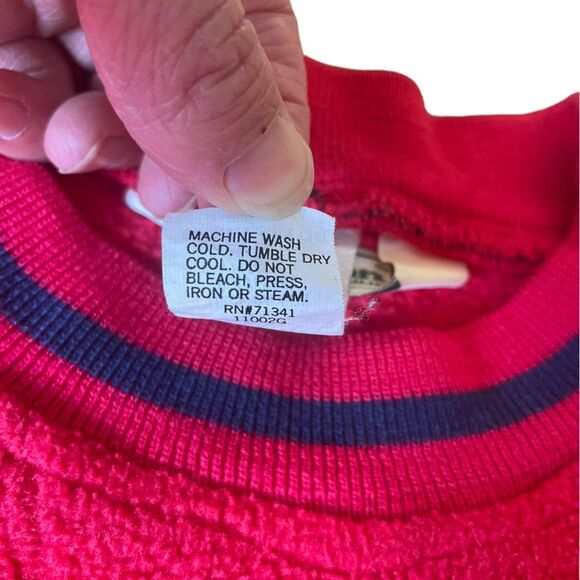 MACHINE WASH
COLD. TUMBLE DRY
COOL. DO NOT
BLEACH, PRESS,
IRON OR STEAM.
RN#71341
11002G